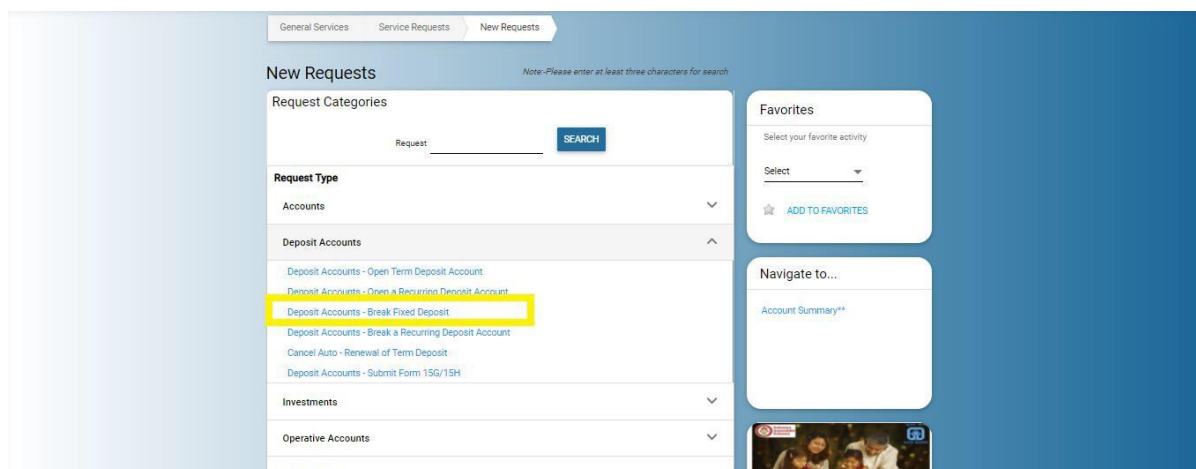 General Services Service Requests New Requests
New Requests
Note:-Please enter at least three characters for search
Request Categories
Request
SEARCH
Request Type
Accounts
Deposit Accounts
Deposit Accounts - Open Term Deposit Account
Deposit Accounts - Open a Recurring Deposit Account
Deposit Accounts - Break Fixed Deposit
Deposit Accounts - Break a Recurring Deposit Account
Cancel Auto - Renewal of Term Deposit
Deposit Accounts - Submit Form 15G/15H
Investments
Operative Accounts
Favorites
Select your favorite activity
Select
ADD TO FAVORITES
Navigate to...
Account Summary**